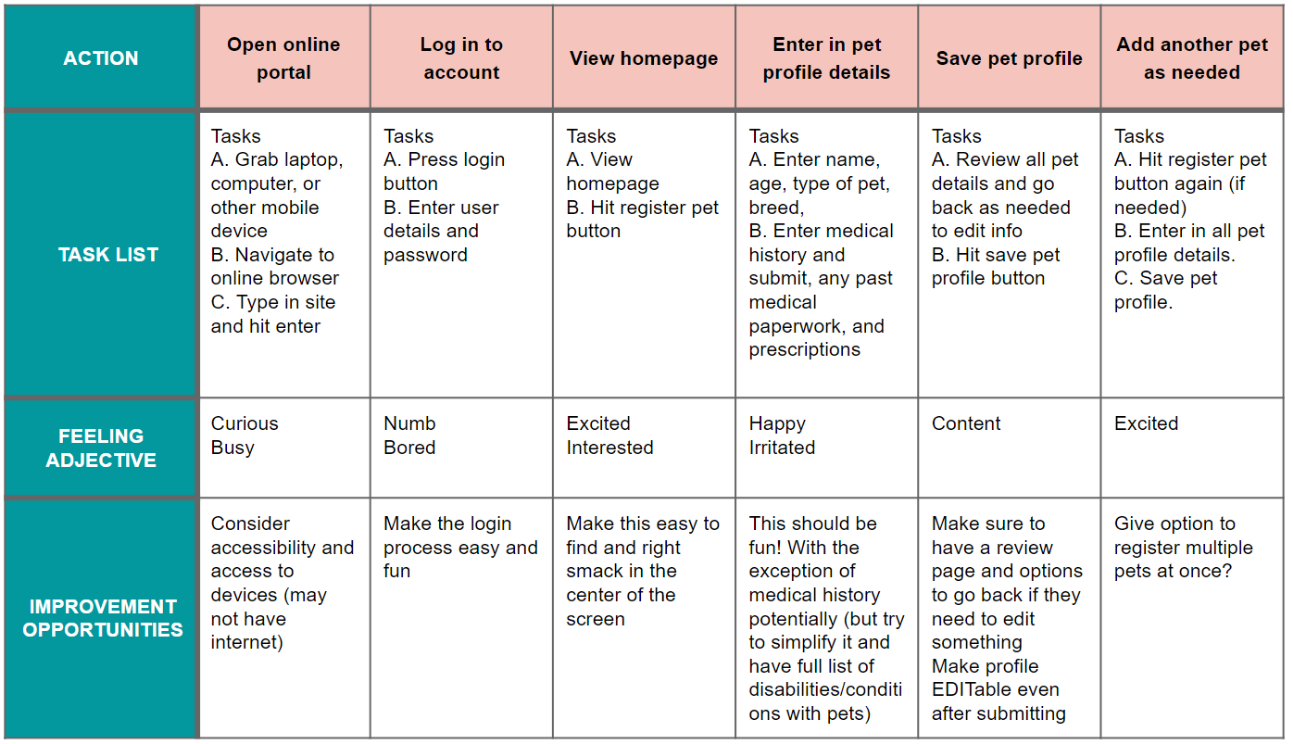 ACTION
Open online
portal
Log in to
account
View homepage
Enter in pet
profile details
Save pet profile
Add another pet
as needed
TASK LIST
Tasks
A. Grab laptop,
computer, or
other mobile
device
B. Navigate to
online browser
C. Type in site
and hit enter
Tasks
A. Press login
button
B. Enter user
details and
password
Tasks
A. View
homepage
B. Hit register pet
button
Tasks
A. Enter name,
age, type of pet,
breed,
B. Enter medical
history and
submit, any past
medical
paperwork, and
prescriptions
Tasks
A. Review all pet
details and go
back as needed
to edit info
B. Hit save pet
profile button
Tasks
A. Hit register pet
button again (if
needed)
B. Enter in all pet
profile details.
C. Save pet
profile.
FEELING
ADJECTIVE
Curious
Busy
Numb
Bored
Excited
Interested
Happy
Irritated
Content
Excited
IMPROVEMENT
OPPORTUNITIES
Consider
accessibility and
access to
devices (may
not have
internet)
Make the login
process easy and
fun
Make this easy to
find and right
smack in the
center of the
screen
This should be
fun! With the
exception of
medical history
potentially (but try
to simplify it and
have full list of
disabilities/conditi
ons with pets)
Make sure to
have a review
page and options
to go back if they
need to edit
something
Make profile
EDITable even
after submitting
Give option to
register multiple
pets at once?